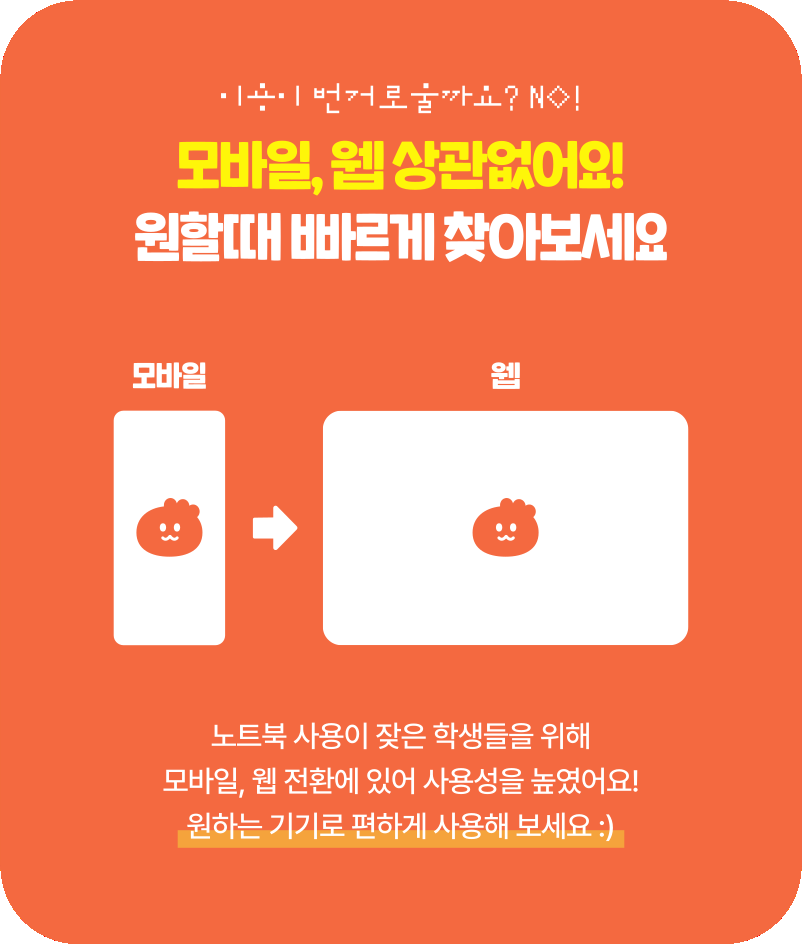 이용이 번거로울까요? NO!
모바일, 웹 상관없어요!
원할때 빠르게 찾아보세요
모바일
웹
노트북 사용이 잦은 학생들을 위해
모바일, 웹 전환에 있어 사용성을 높였어요!
원하는 기기로 편하게 사용해 보세요 :)